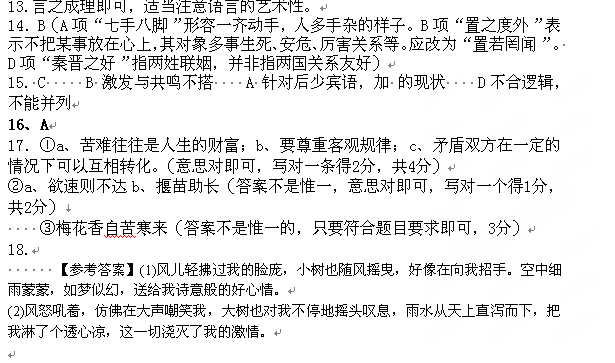 13. 言之成理即可，适当注意语言的艺术性。
14. B（A 项“七手八脚”形容一齐动手，人多手杂的样子。B 项“置之度外”表
示不把某事放在心上，其对象多事生死、安危、厉害关系等。应改为“置若罔闻”。
D 项“秦晋之好”指两姓联姻，并非指两国关系友好）
15. C B 激发与共鸣不搭 A 针对后少宾语，加 的现状 D 不合逻辑，
不能并列
16、A
17. ①a、苦难往往是人生的财富；b、要尊重客观规律；c、矛盾双方在一定的
情况下可以互相转化。（意思对即可，写对一条得2分，共4分）
②a、欲速则不达 b、揠苗助长（答案不是惟一，意思对即可，写对一个得1分，
共2分）
③梅花香自苦寒来（答案不是惟一的，只要符合题目要求即可，3分）
18.
【参考答案】(1)风儿轻拂过我的脸庞，小树也随风摇曳，好像在向我招手。空中细
雨蒙蒙，如梦似幻，送给我诗意般的好心情。
(2)风怒吼着，仿佛在大声嘲笑我，大树也对我不停地摇头叹息，雨水从天上直泻而下，把
我淋了个透心凉，这一切浇灭了我的激情。